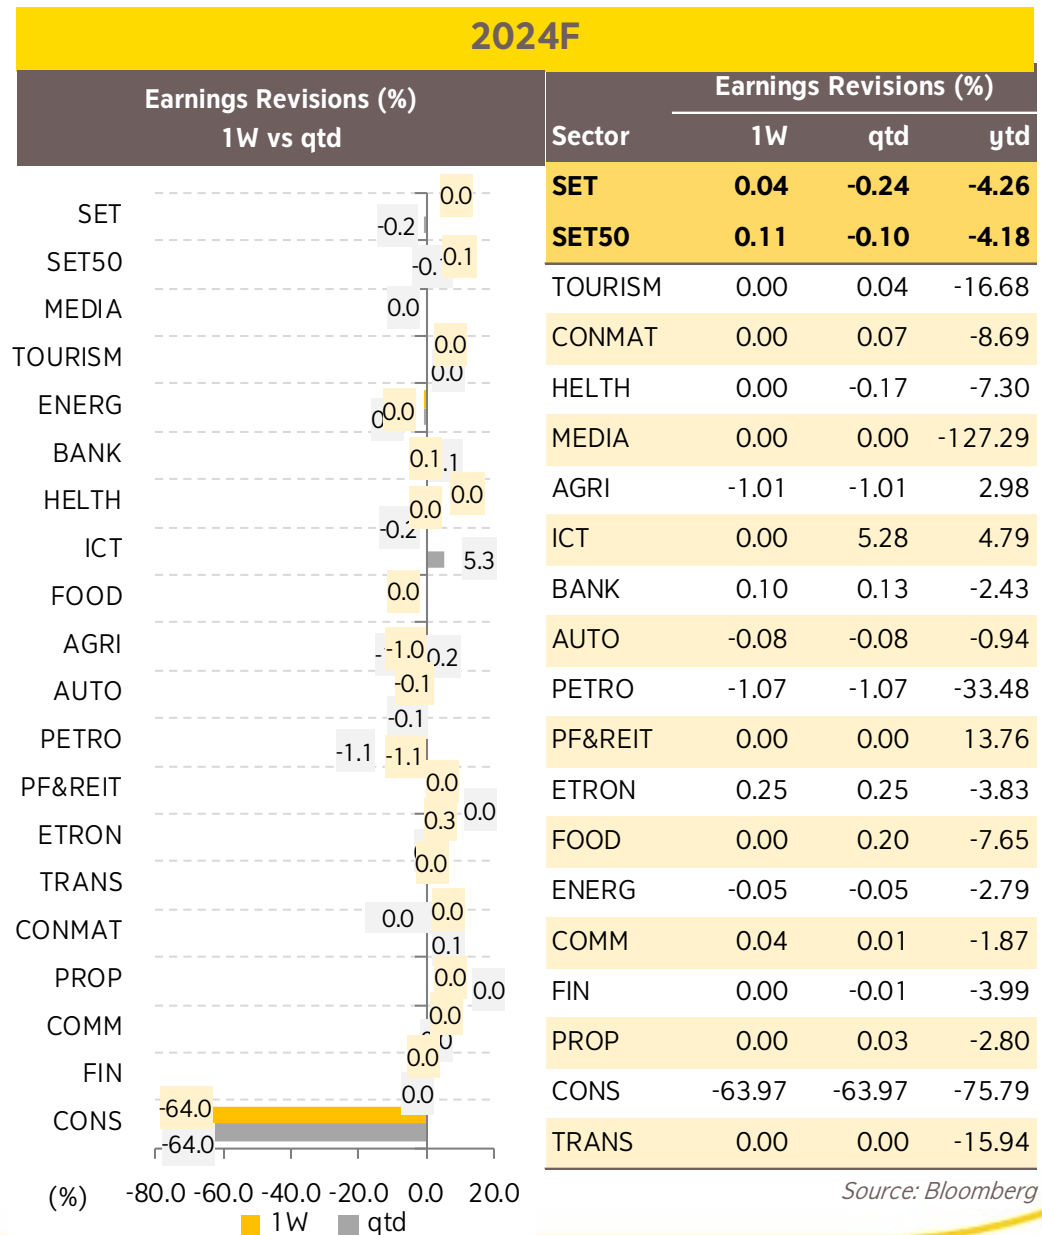 2024F
Earnings Revisions (%)
1W vs qtd
SET 0.0 -0.2
SET50 -0.1
MEDIA 0.0
TOURISM 0.0 0.0
ENERG 0.0
BANK 0.1
HELTH 0.0 0.0 -0.2
ICT 5.3
FOOD 0.0
AGRI -1.0 0.2
AUTO -0.1 -0.1
PETRO -1.1 -1.1
PF&REIT 0.0 0.0
ETRON 0.3
TRANS 0.0
CONMAT 0.0 0.0 0.1
PROP 0.0 0.0
COMM 0.0
FIN 0.0 0.0
CONS -64.0 -64.0
(%) -80.0 -60.0 -40.0 -20.0 0.0 20.0
1W qtd
Earnings Revisions (%)
Sector 1W qtd ytd
SET 0.04 -0.24 -4.26
SET50 0.11 -0.10 -4.18
TOURISM 0.00 0.04 -16.68
CONMAT 0.00 0.07 -8.69
HELTH 0.00 -0.17 -7.30
MEDIA 0.00 0.00 -127.29
AGRI -1.01 -1.01 2.98
ICT 0.00 5.28 4.79
BANK 0.10 0.13 -2.43
AUTO -0.08 -0.08 -0.94
PETRO -1.07 -1.07 -33.48
PF&REIT 0.00 0.00 13.76
ETRON 0.25 0.25 -3.83
FOOD 0.00 0.20 -7.65
ENERG -0.05 -0.05 -2.79
COMM 0.04 0.01 -1.87
FIN 0.00 -0.01 -3.99
PROP 0.00 0.03 -2.80
CONS -63.97 -63.97 -75.79
TRANS 0.00 0.00 -15.94
Source: Bloomberg